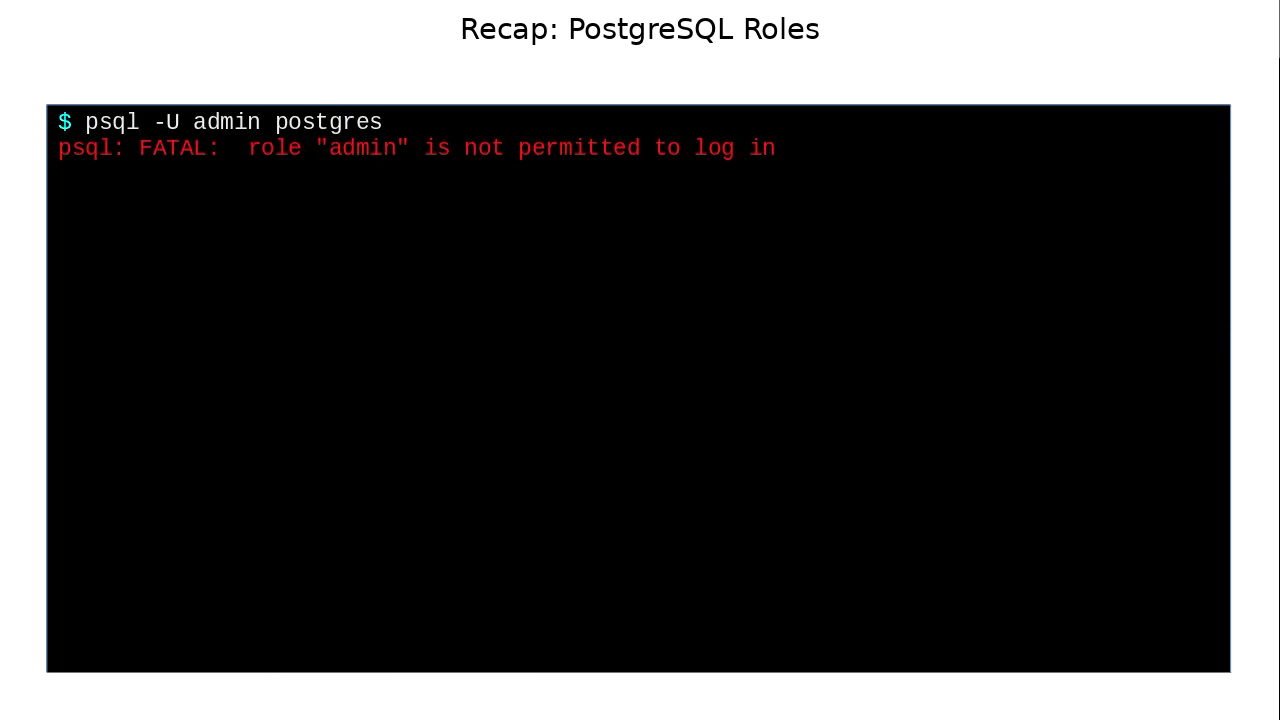 Recap: PostgreSQL Roles
$ psql -U admin postgres
psql: FATAL:  role "admin" is not permitted to log in